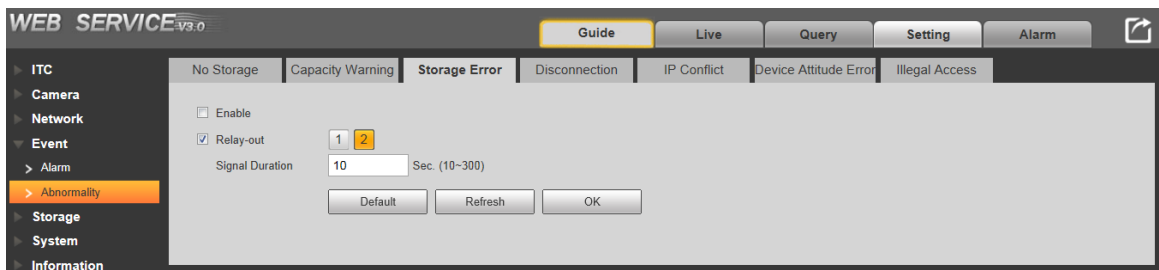 WEB SERVICE V3.0
Guide Live Query Setting Alarm
ITC
Camera
Network
Event
> Alarm
> Abnormality
Storage
System
Information
No Storage Capacity Warning Storage Error Disconnection IP Conflict Device Attitude Error Illegal Access
Enable
Relay-out 1 2
Signal Duration 10 Sec. (10~300)
Default Refresh OK